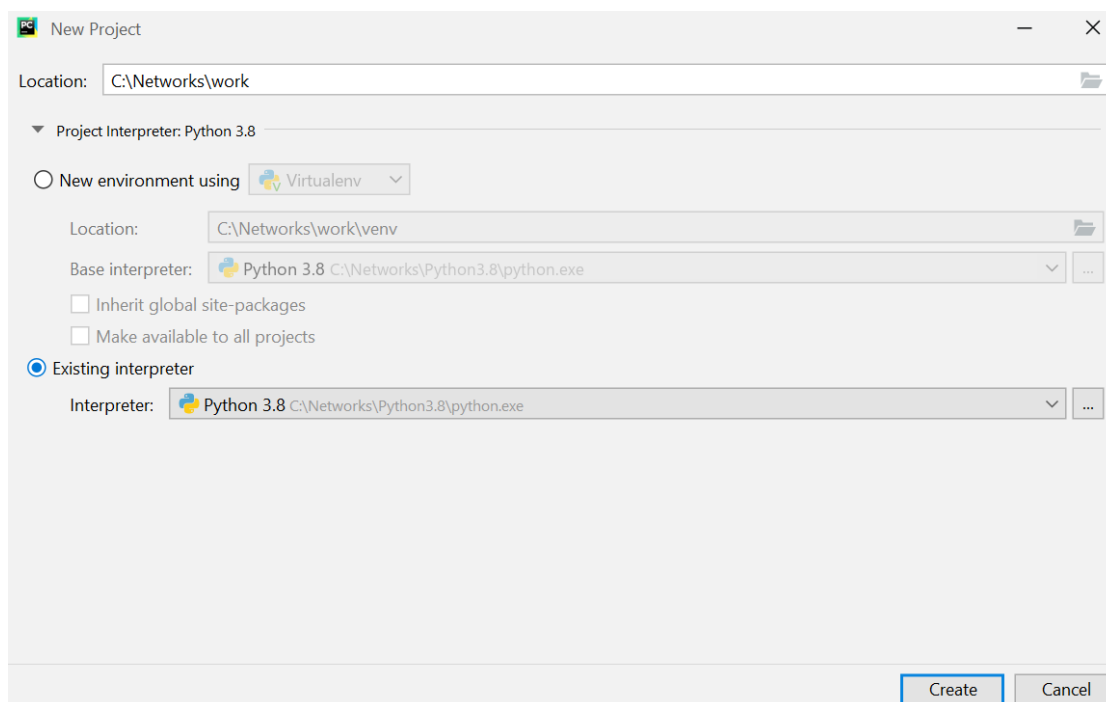 PC
New Project
Location: C:\Networks\work
Project Interpreter: Python 3.8
New environment using Virtualenv
Location: C:\Networks\work\venv
Base interpreter: Python 3.8 C:\Networks\Python3.8\python.exe ...
Inherit global site-packages
Make available to all projects
Existing interpreter
Interpreter: Python 3.8 C:\Networks\Python3.8\python.exe ...
Create Cancel